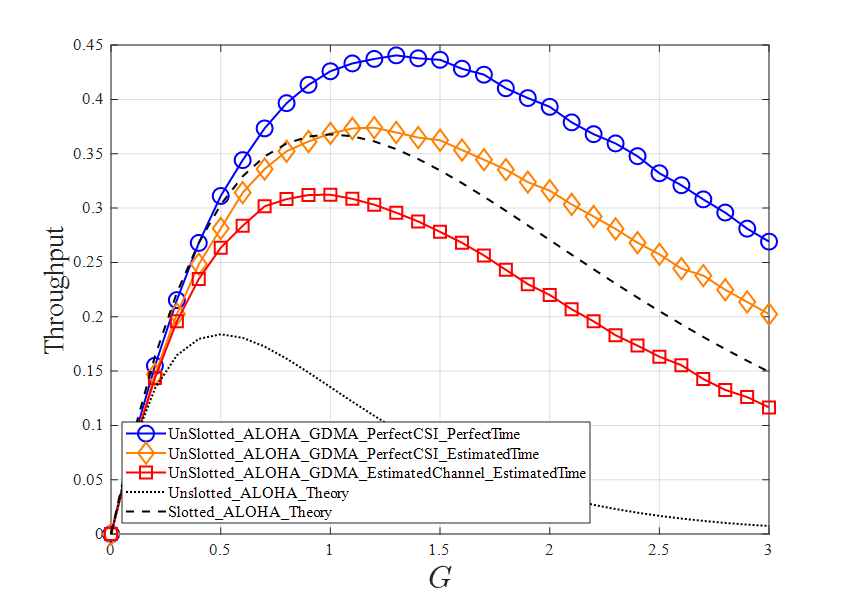 0.45
0.4
0.35
0.3
0.25
0.2
0.15
0.1
0.05
0
Throughput
UnSlotted_ALOHA_GDMA_PerfectCSI_PerfectTime
UnSlotted_ALOHA_GDMA_PerfectCSI_EstimatedTime
UnSlotted_ALOHA_GDMA_EstimatedChannel_EstimatedTime
Unslotted_ALOHA_Theory
Slotted_ALOHA_Theory
0 0.5 1 1.5 2 2.5 3
G